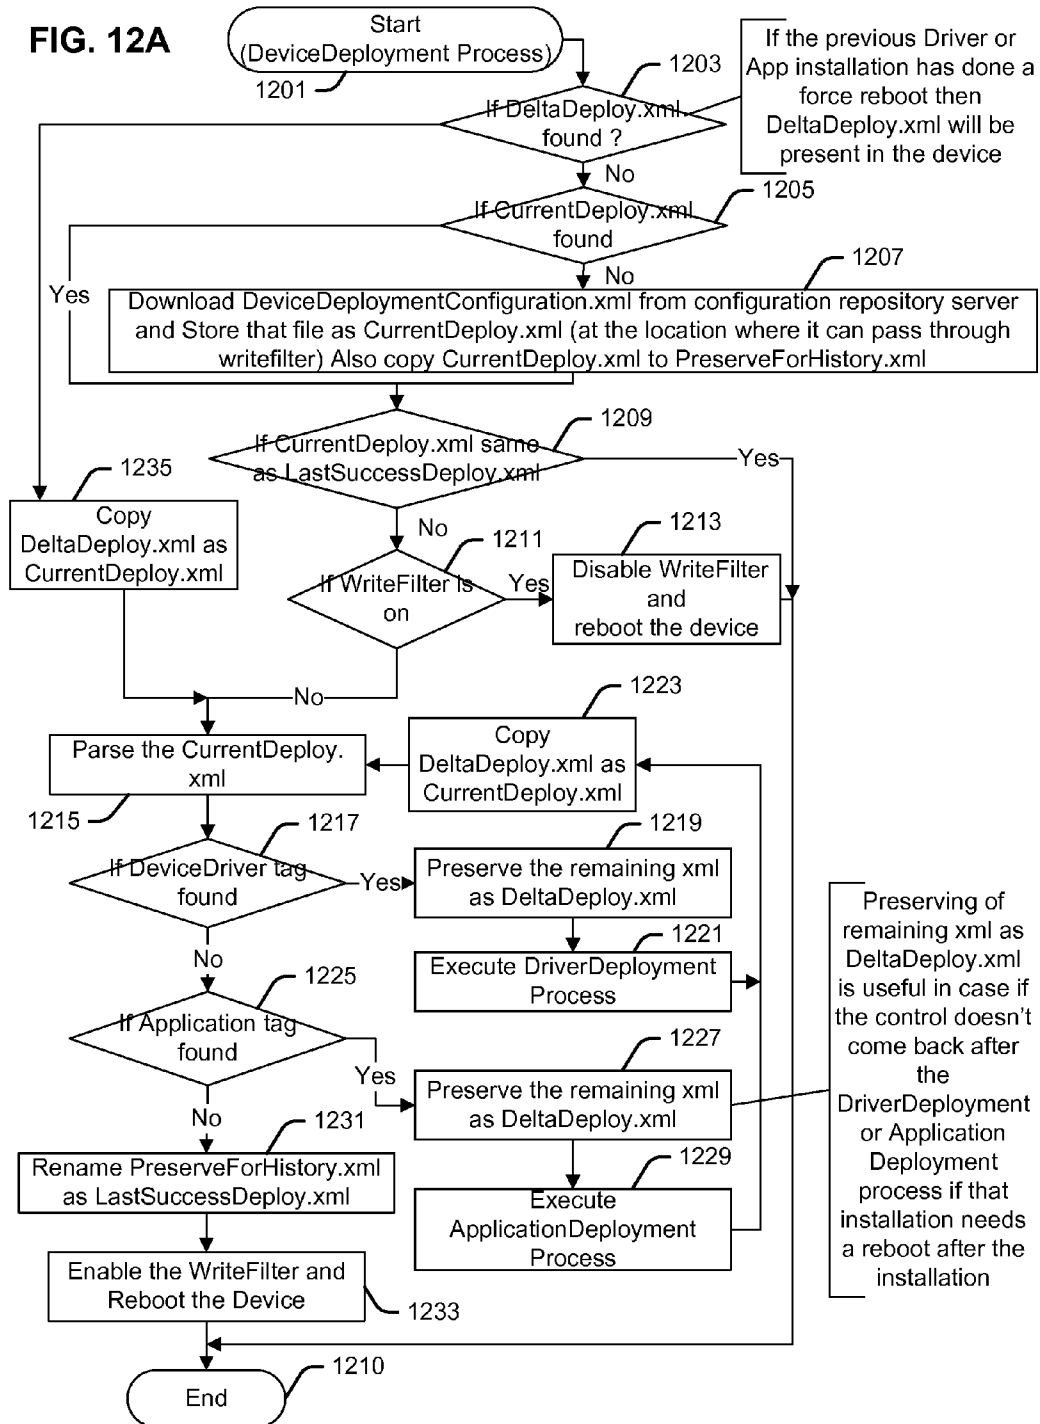 FIG. 12A
Start
(DeviceDeployment Process)
1201
1203
If the previous Driver or
App installation has done a
force reboot then
DeltaDeploy.xml will be
present in the device
If DeltaDeploy.xml
found ?
No
1205
If CurrentDeploy.xml
found
No
1207
Yes
Download DeviceDeploymentConfiguration.xml from configuration repository server
and Store that file as CurrentDeploy.xml (at the location where it can pass through
writefilter) Also copy CurrentDeploy.xml to PreserveForHistory.xml
1209
If CurrentDeploy.xml same
as LastSuccessDeploy.xml
Yes
1235
Copy
DeltaDeploy.xml as
CurrentDeploy.xml
No
1211
If WriteFilter is
on
Yes
1213
Disable WriteFilter
and
reboot the device
No
1223
Copy
DeltaDeploy.xml as
CurrentDeploy.xml
Parse the CurrentDeploy.
xml
1215
1217
If DeviceDriver tag
found
Yes
1219
Preserve the remaining xml
as DeltaDeploy.xml
1221
Execute DriverDeployment
Process
No
1225
If Application tag
found
Yes
1227
Preserve the remaining xml
as DeltaDeploy.xml
1229
Execute
ApplicationDeployment
Process
Preserving of
remaining xml as
DeltaDeploy.xml
is useful in case if
the control doesn't
come back after
the
DriverDeployment
or Application
Deployment
process if that
installation needs
a reboot after the
installation
No
1231
Rename PreserveForHistory.xml
as LastSuccessDeploy.xml
Enable the WriteFilter and
Reboot the Device
1233
1210
End